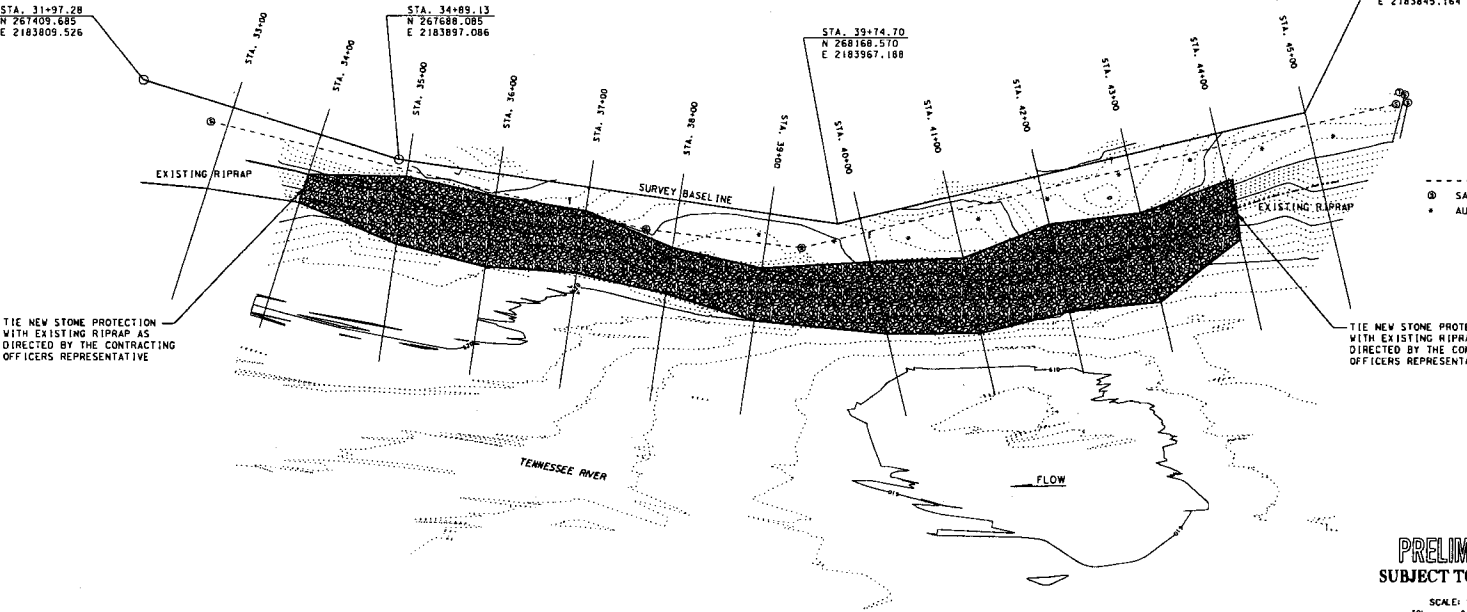 STA. 31+97.28
N 267409.685
E 2183809.526
STA. 34+89.13
N 267688.085
E 2183897.086
STA. 39+74.70
N 268168.570
E 2183967.188
E 2183845.164
STA. 33+00
STA. 34+00
STA. 35+00
STA. 36+00
STA. 37+00
STA. 38+00
STA. 39+00
STA. 40+00
STA. 41+00
STA. 42+00
STA. 43+00
STA. 44+00
STA. 45+00
EXISTING RIPRAP
SURVEY BASELINE
EXISTING RIPRAP
SA
AU
TIE NEW STONE PROTECTION
WITH EXISTING RIPRAP AS
DIRECTED BY THE CONTRACTING
OFFICERS REPRESENTATIVE
TIE NEW STONE PROTE
WITH EXISTING RIPRA
DIRECTED BY THE CON
OFFICERS REPRESENTA
TENNESSEE RIVER
FLOW
610
610
PRELIM
SUBJECT TO
SCALE: